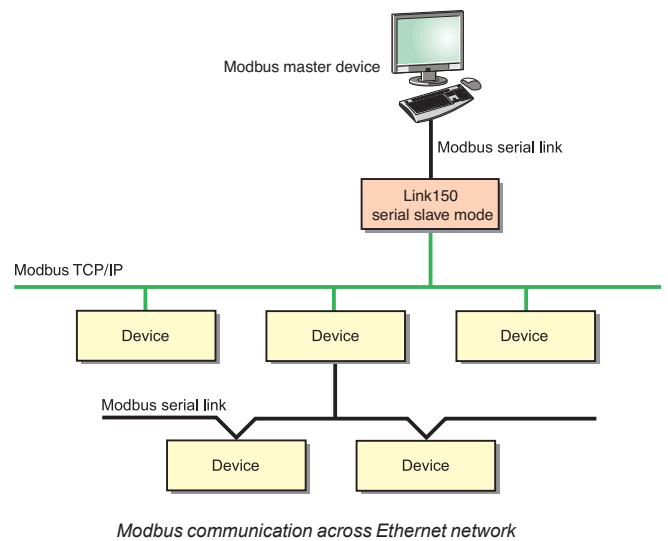 Modbus master device
Modbus serial link
Link150
serial slave mode
Modbus TCP/IP
Device
Device
Device
Modbus serial link
Device
Device
Modbus communication across Ethernet network